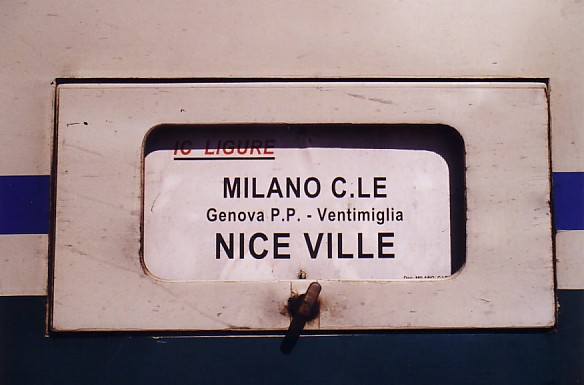 IC LIGURE
MILANO C.LE
Genova P.P. - Ventimiglia
NICE VILLE